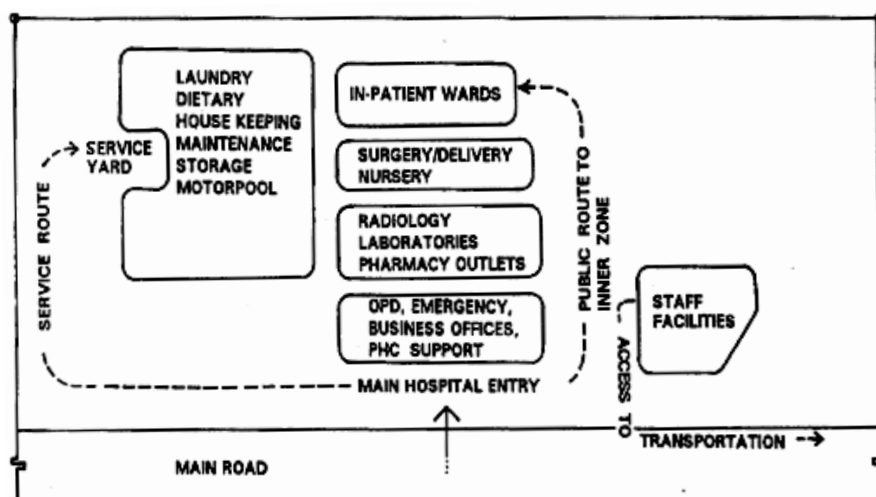 LAUNDRY
DIETARY
HOUSE KEEPING
MAINTENANCE
STORAGE
MOTORPOOL
SERVICE
YARD
SERVICE ROUTE
IN-PATIENT WARDS
SURGERY/DELIVERY
NURSERY
RADIOLOGY
LABORATORIES
PHARMACY OUTLETS
OPD, EMERGENCY,
BUSINESS OFFICES,
PHC SUPPORT
PUBLIC ROUTE TO
INNER ZONE
STAFF
FACILITIES
MAIN HOSPITAL ENTRY
ACCESS TO
TRANSPORTATION
MAIN ROAD